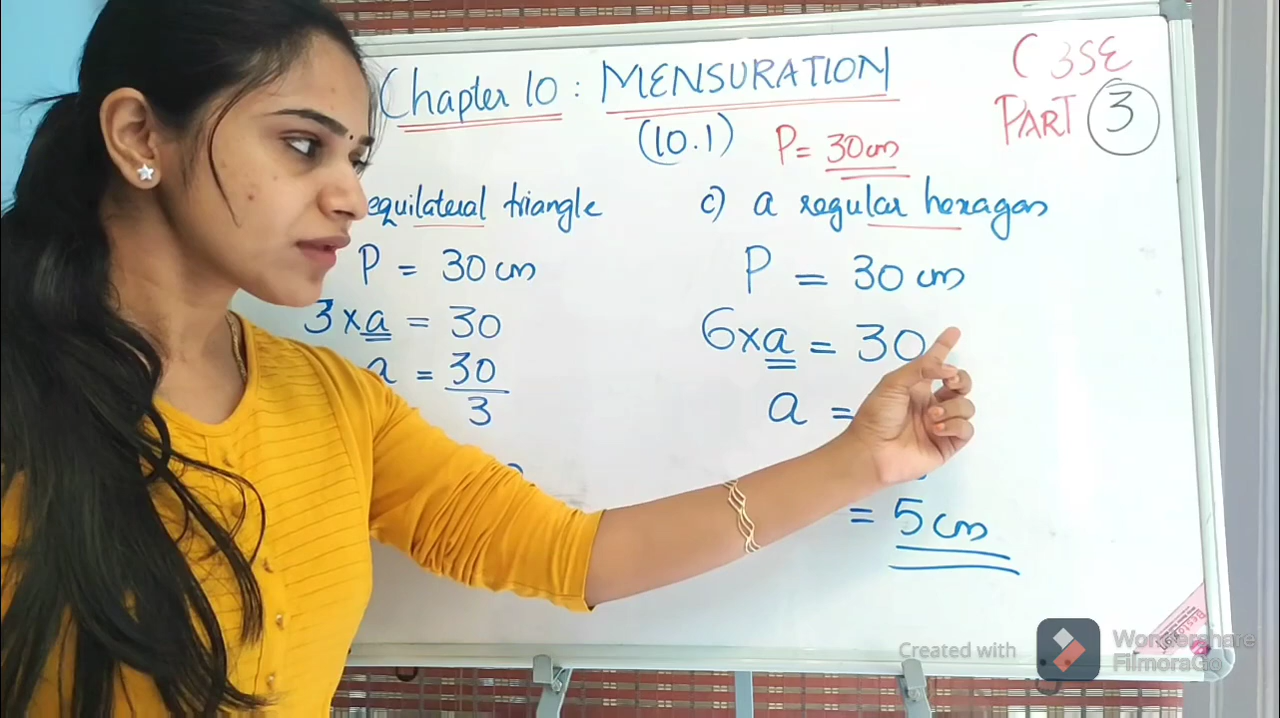 Chapter 10 : MENSURATION
CBSE
PART 3
(10.1)
P= 30cm
equilateral triangle
P = 30 cm
3 × a = 30
a = 30
3
c) a regular hexagon
P = 30 cm
6×a = 30
a =
= 5 cm
Created with
Wondershare
FilmoraGo